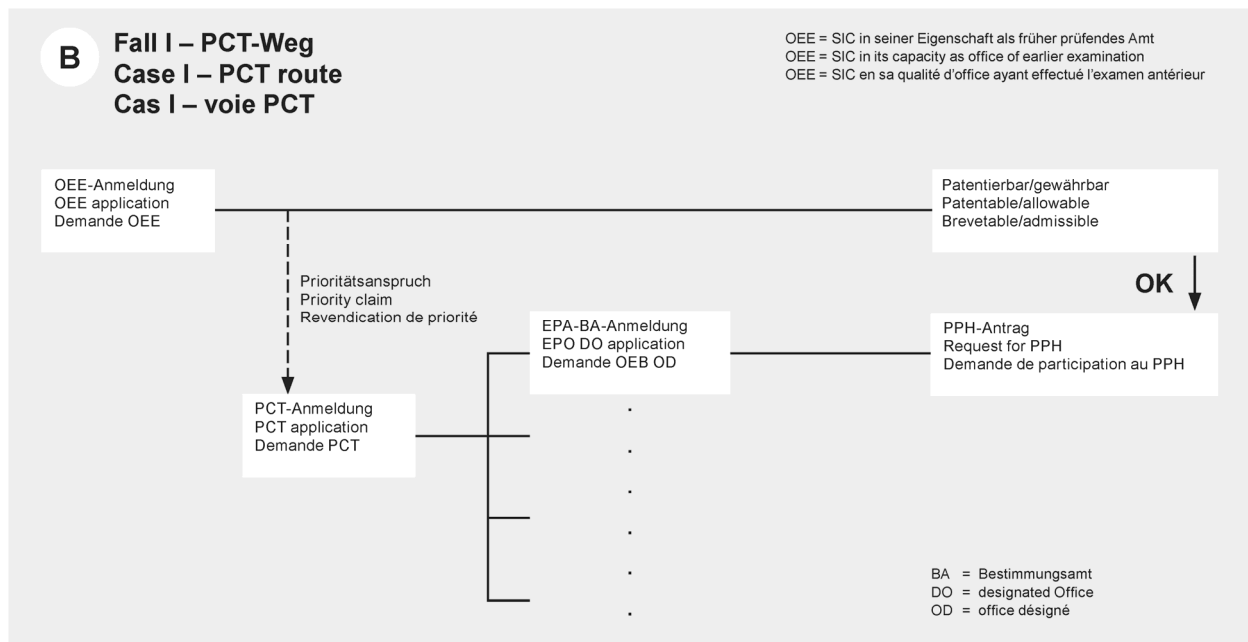 B
Fall I – PCT-Weg
Case I – PCT route
Cas I – voie PCT
OEE = SIC in seiner Eigenschaft als früher prüfendes Amt
OEE = SIC in its capacity as office of earlier examination
OEE = SIC en sa qualité d'office ayant effectué l'examen antérieur
OEE-Anmeldung
OEE application
Demande OEE
Patentierbar/gewährbar
Patentable/allowable
Brevetable/admissible
Prioritätsanspruch
Priority claim
Revendication de priorité
OK
EPA-BA-Anmeldung
EPO DO application
Demande OEB OD
PPH-Antrag
Request for PPH
Demande de participation au PPH
PCT-Anmeldung
PCT application
Demande PCT
BA = Bestimmungsamt
DO = designated Office
OD = office désigné